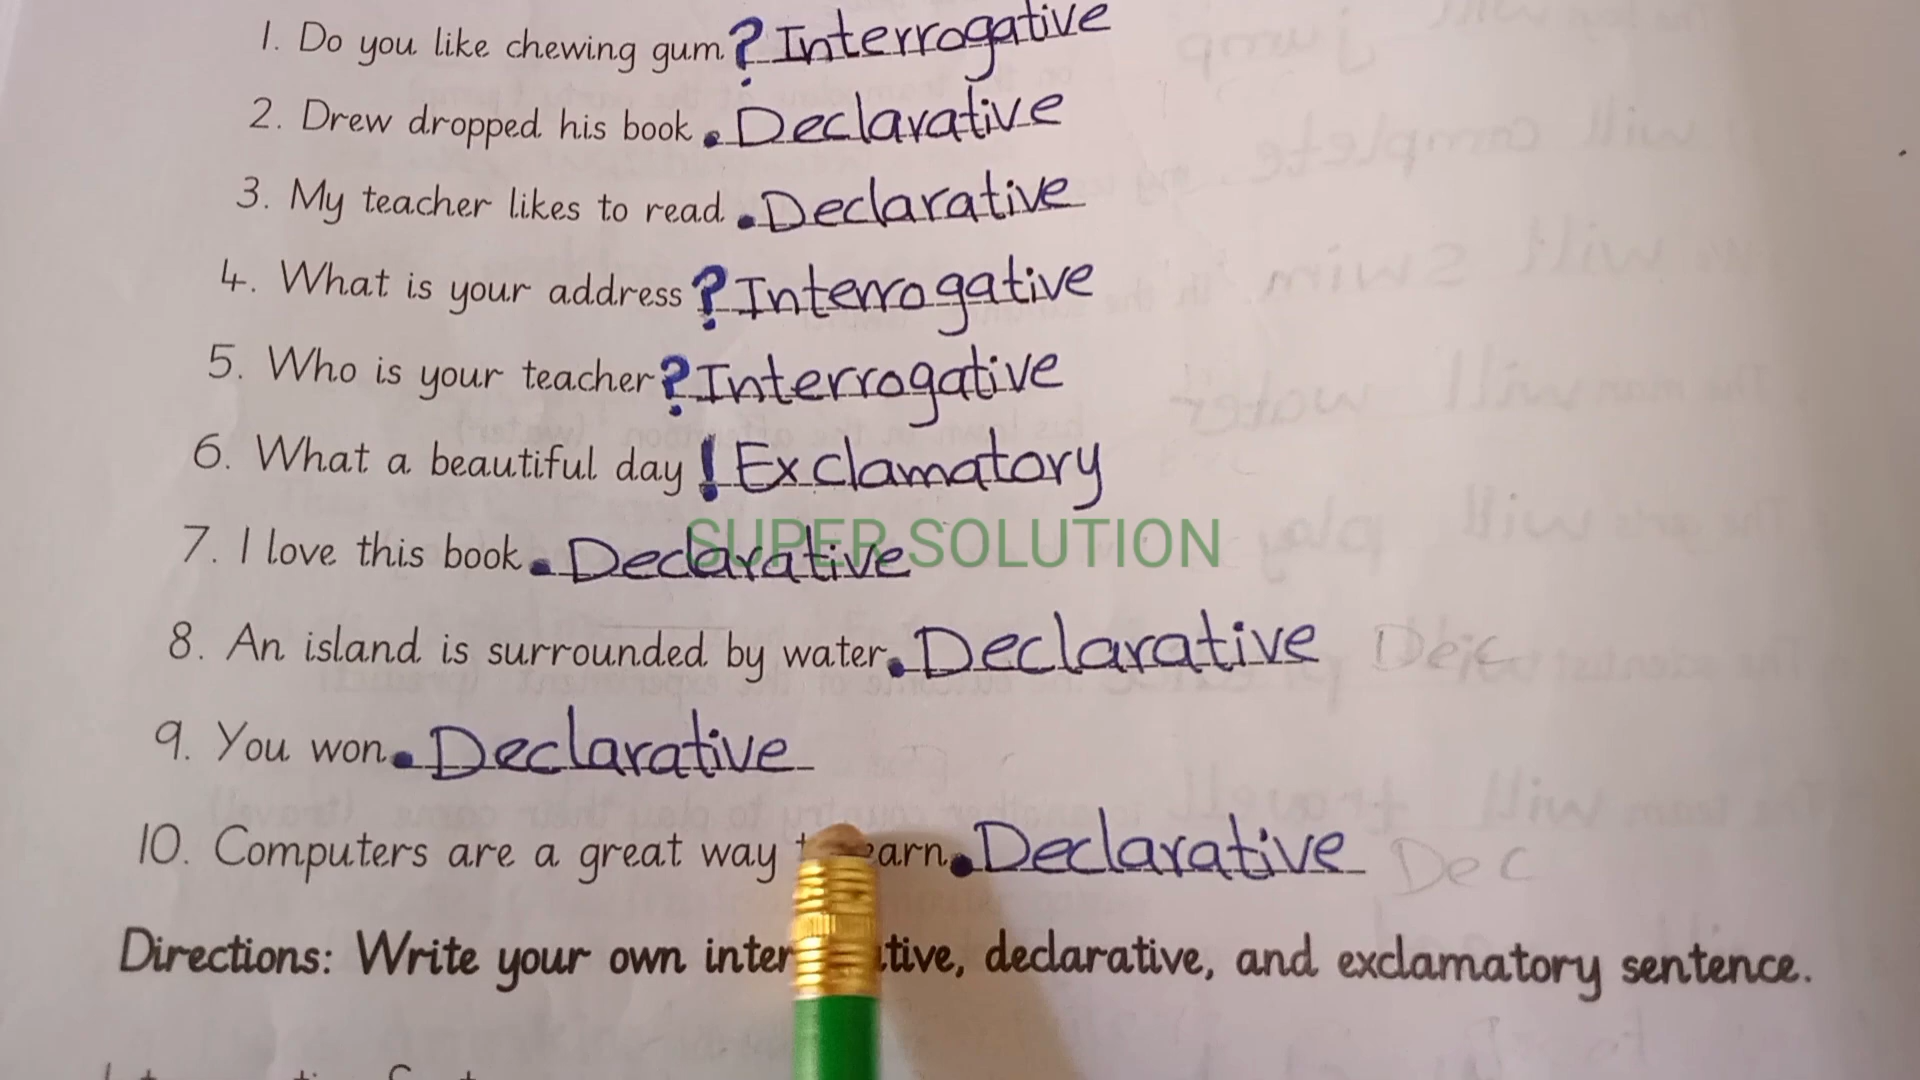 1. Do you like chewing gum? Interrogative
2. Drew dropped his book. Declarative
3. My teacher likes to read. Declarative
4. What is your address? Interrogative
5. Who is your teacher? Interrogative
6. What a beautiful day! Exclamatory
7. I love this book. Declarative
SUPER SOLUTION
8. An island is surrounded by water. Declarative
9. You won. Declarative
10. Computers are a great way earn. Declarative Dec
Directions: Write your own inter tive, declarative, and exclamatory sentence.